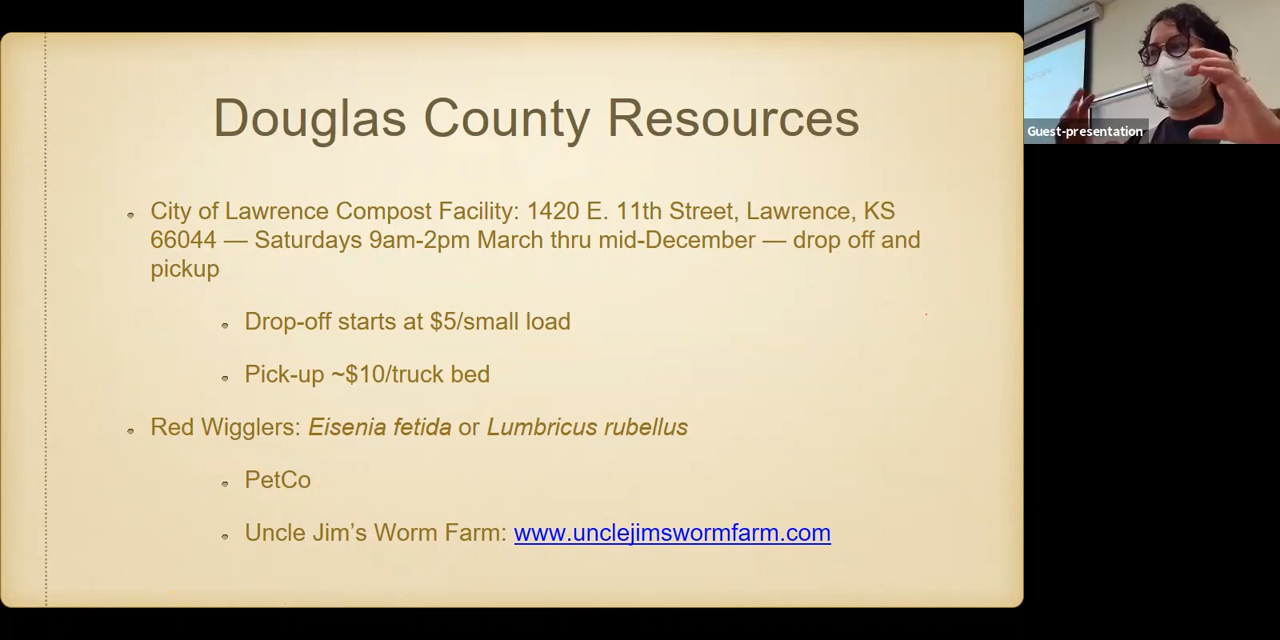 Douglas County Resources
City of Lawrence Compost Facility: 1420 E. 11th Street, Lawrence, KS
66044 — Saturdays 9am-2pm March thru mid-December — drop off and
pickup
Drop-off starts at $5/small load
Pick-up ~$10/truck bed
Red Wigglers: Eisenia fetida or Lumbricus rubellus
PetCo
Uncle Jim’s Worm Farm: www.unclejimswormfarm.com
Guest-presentation